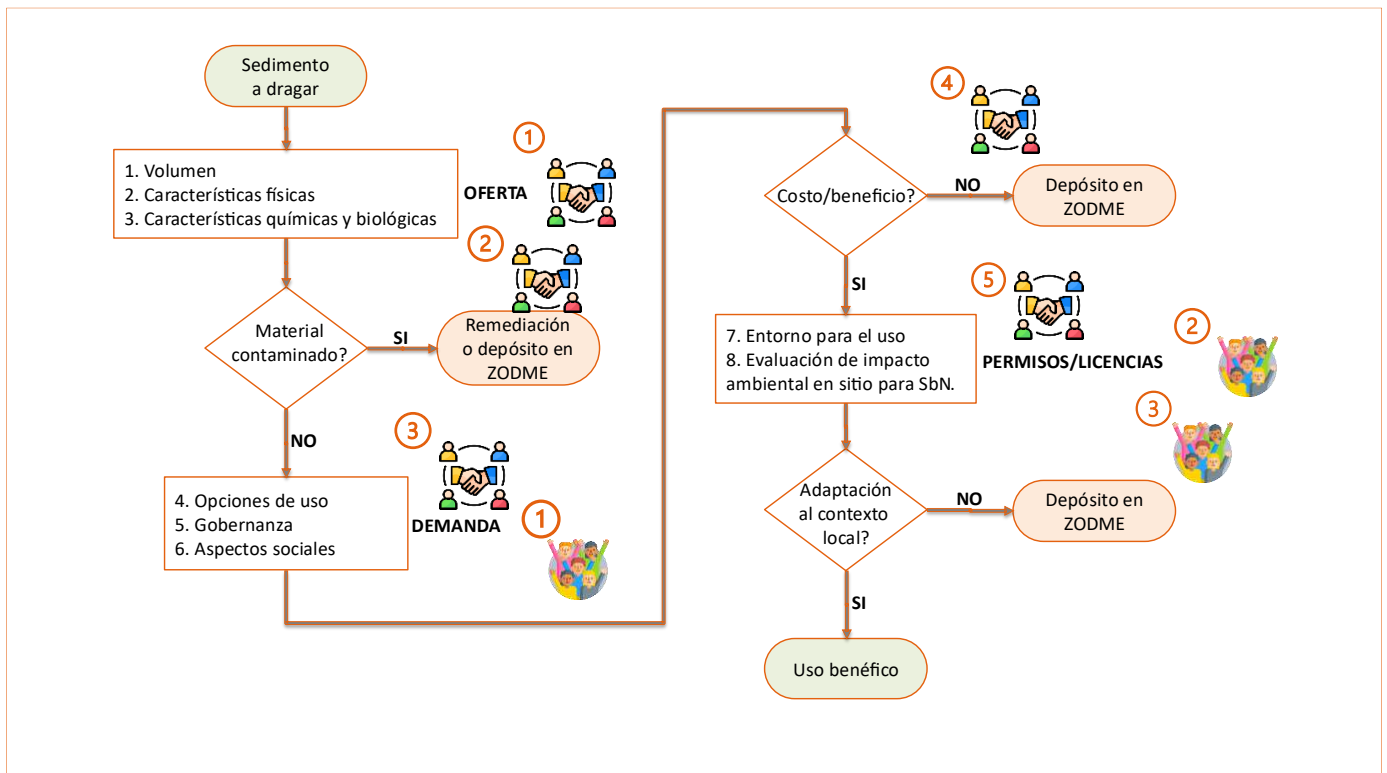 Sedimento
a dragar
1
1. Volumen
2. Características físicas
3. Características químicas y biológicas
OFERTA
2
Material
contaminado?
SI
Remediación
o depósito en
ZODME
NO
3
4. Opciones de uso
5. Gobernanza
6. Aspectos sociales
DEMANDA
1
4
Costo/beneficio?
NO
Depósito en
ZODME
SI
5
7. Entorno para el uso
8. Evaluación de impacto
ambiental en sitio para SbN.
PERMISOS/LICENCIAS
2
3
Adaptación
al contexto
local?
NO
Depósito en
ZODME
SI
Uso benéfico